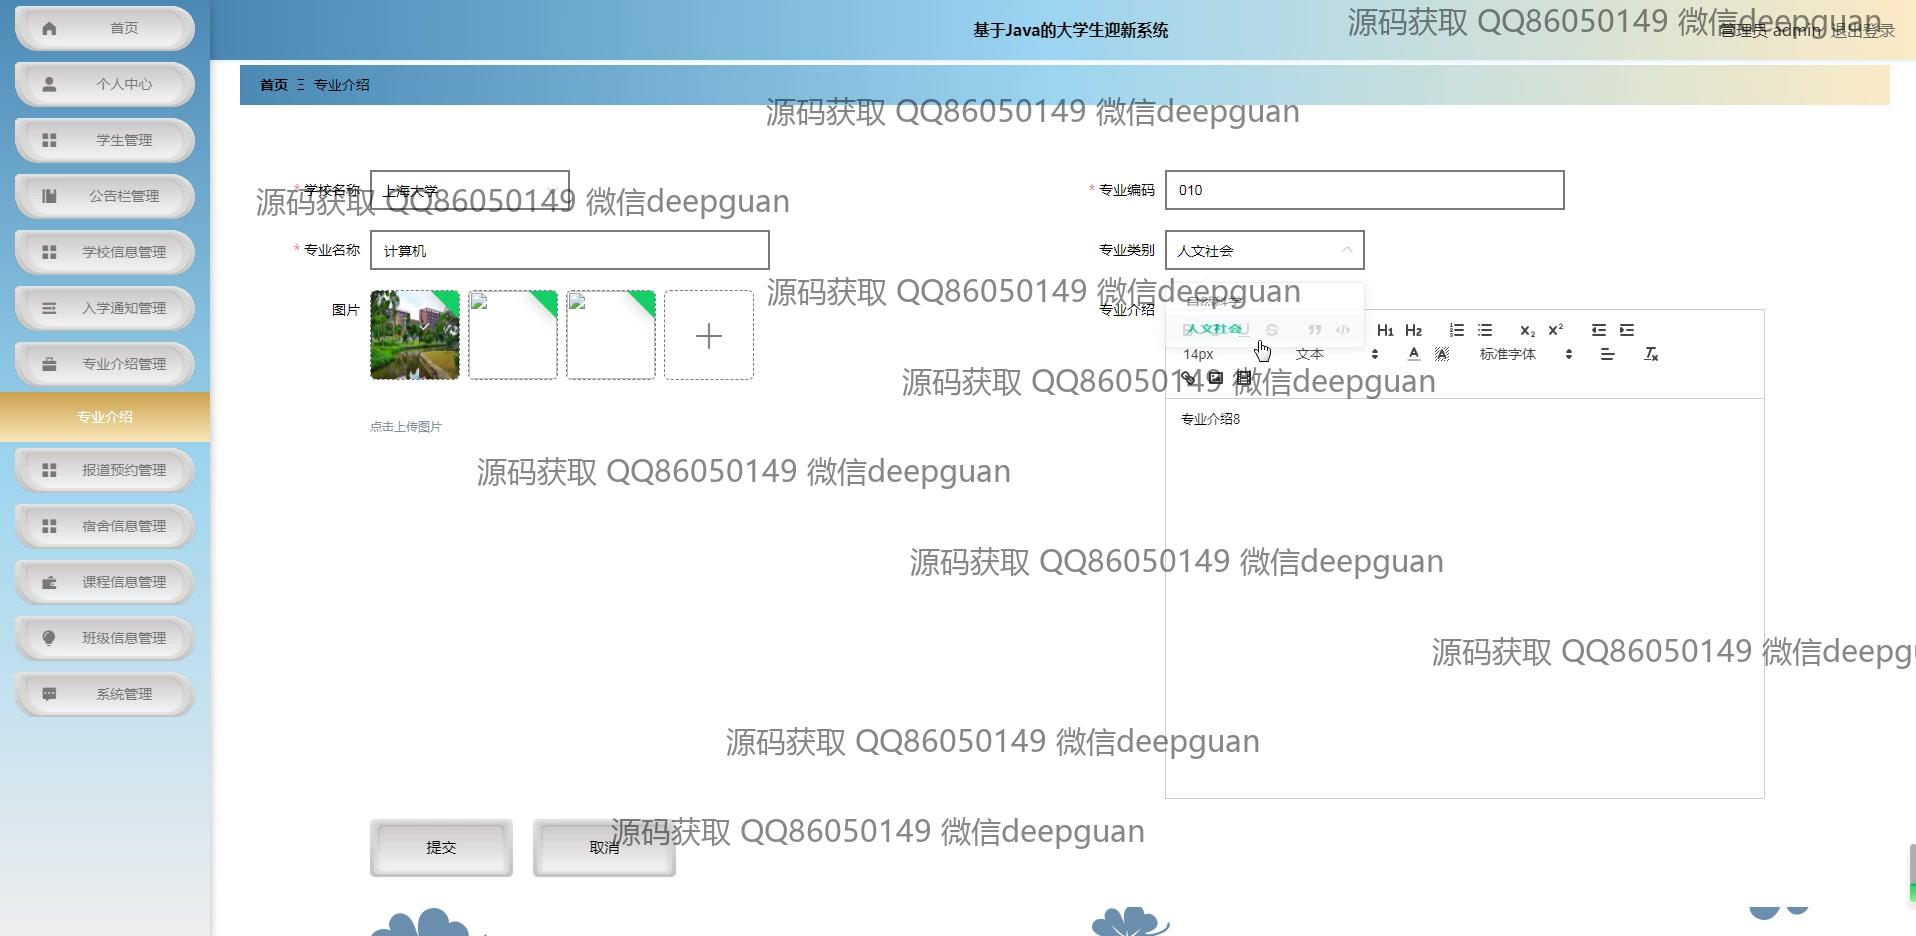 首页
个人中心
学生管理
公告栏管理
学校信息管理
入学通知管理
专业介绍管理
专业介绍
报道预约管理
宿舍信息管理
课程信息管理
班级信息管理
系统管理
基于Java的大学生迎新系统
管理员 admin 退出登录
源码获取 QQ86050149 微信deepguan
首页 Ξ 专业介绍
源码获取 QQ86050149 微信deepguan
* 学校名称 上海大学
* 专业编码 010
源码获取 QQ86050149 微信deepguan
* 专业名称 计算机
专业类别 人文社会
源码获取 QQ86050149 微信deepguan
图片
专业介绍
自然科学
人文社会
H1 H2 X2 X2
14px 文本 A A 标准字体
源码获取 QQ86050149 微信deepguan
专业介绍8
点击上传图片
源码获取 QQ86050149 微信deepguan
源码获取 QQ86050149 微信deepguan
源码获取 QQ86050149 微信deepg
源码获取 QQ86050149 微信deepguan
提交
取消
源码获取 QQ86050149 微信deepguan